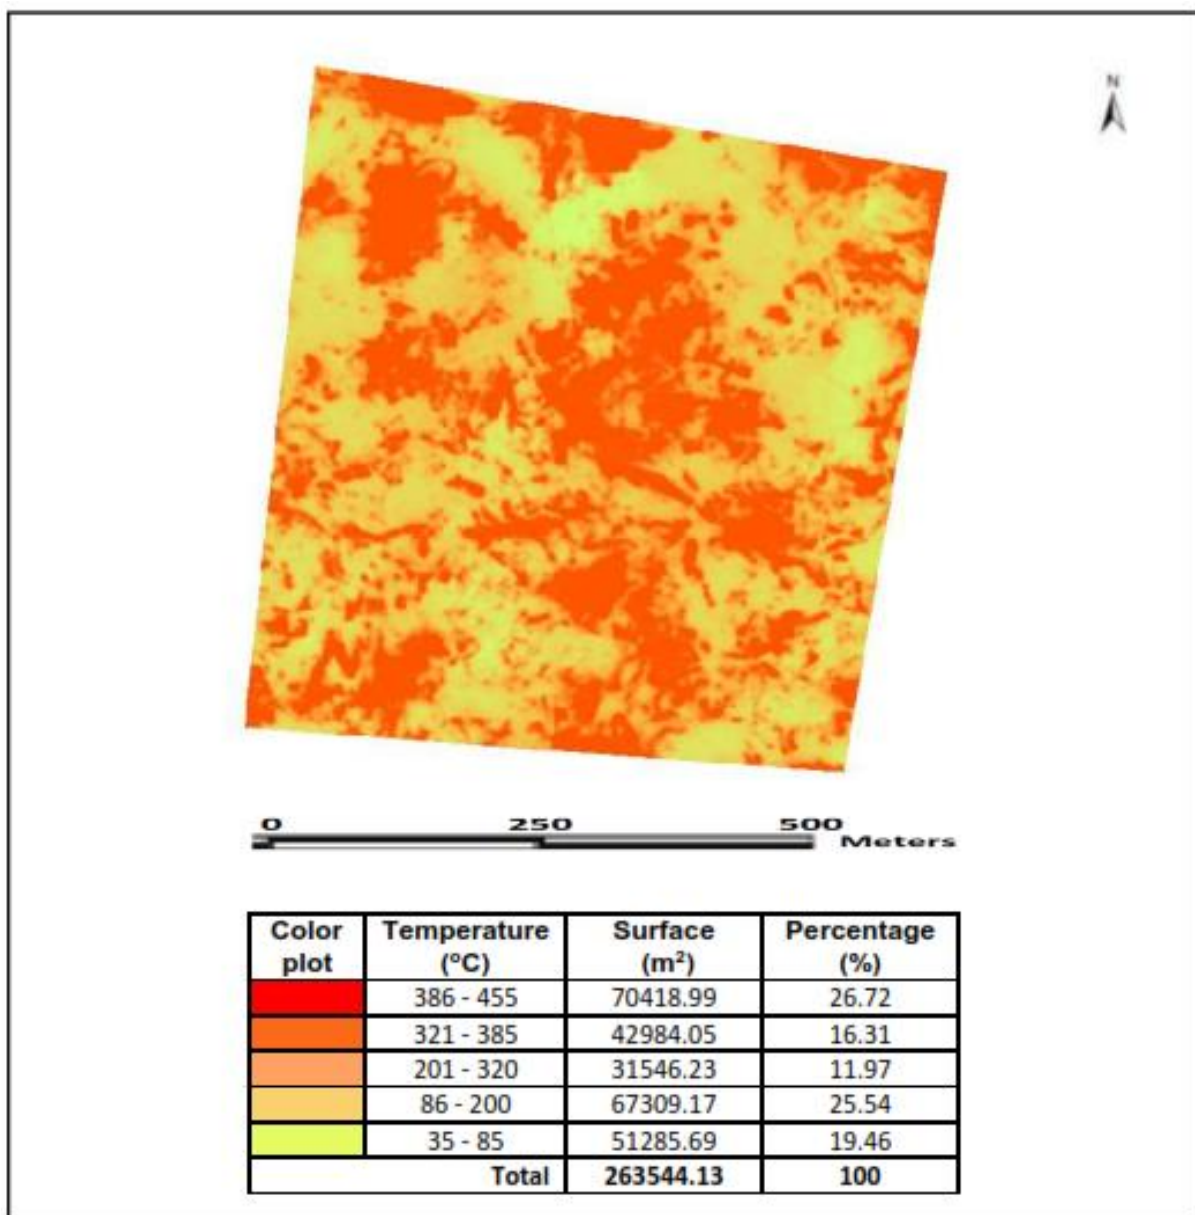 N
0 250 500
Meters
Color plot Temperature (°C) Surface (m²) Percentage (%)
386 - 455 70418.99 26.72
321 - 385 42984.05 16.31
201 - 320 31546.23 11.97
86 - 200 67309.17 25.54
35 - 85 51285.69 19.46
Total 263544.13 100